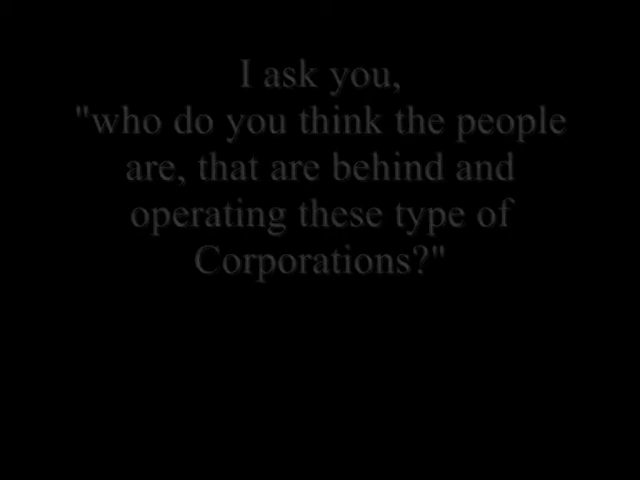 I ask you,
"who do you think the people
are, that are behind and
operating these type of
Corporations?"